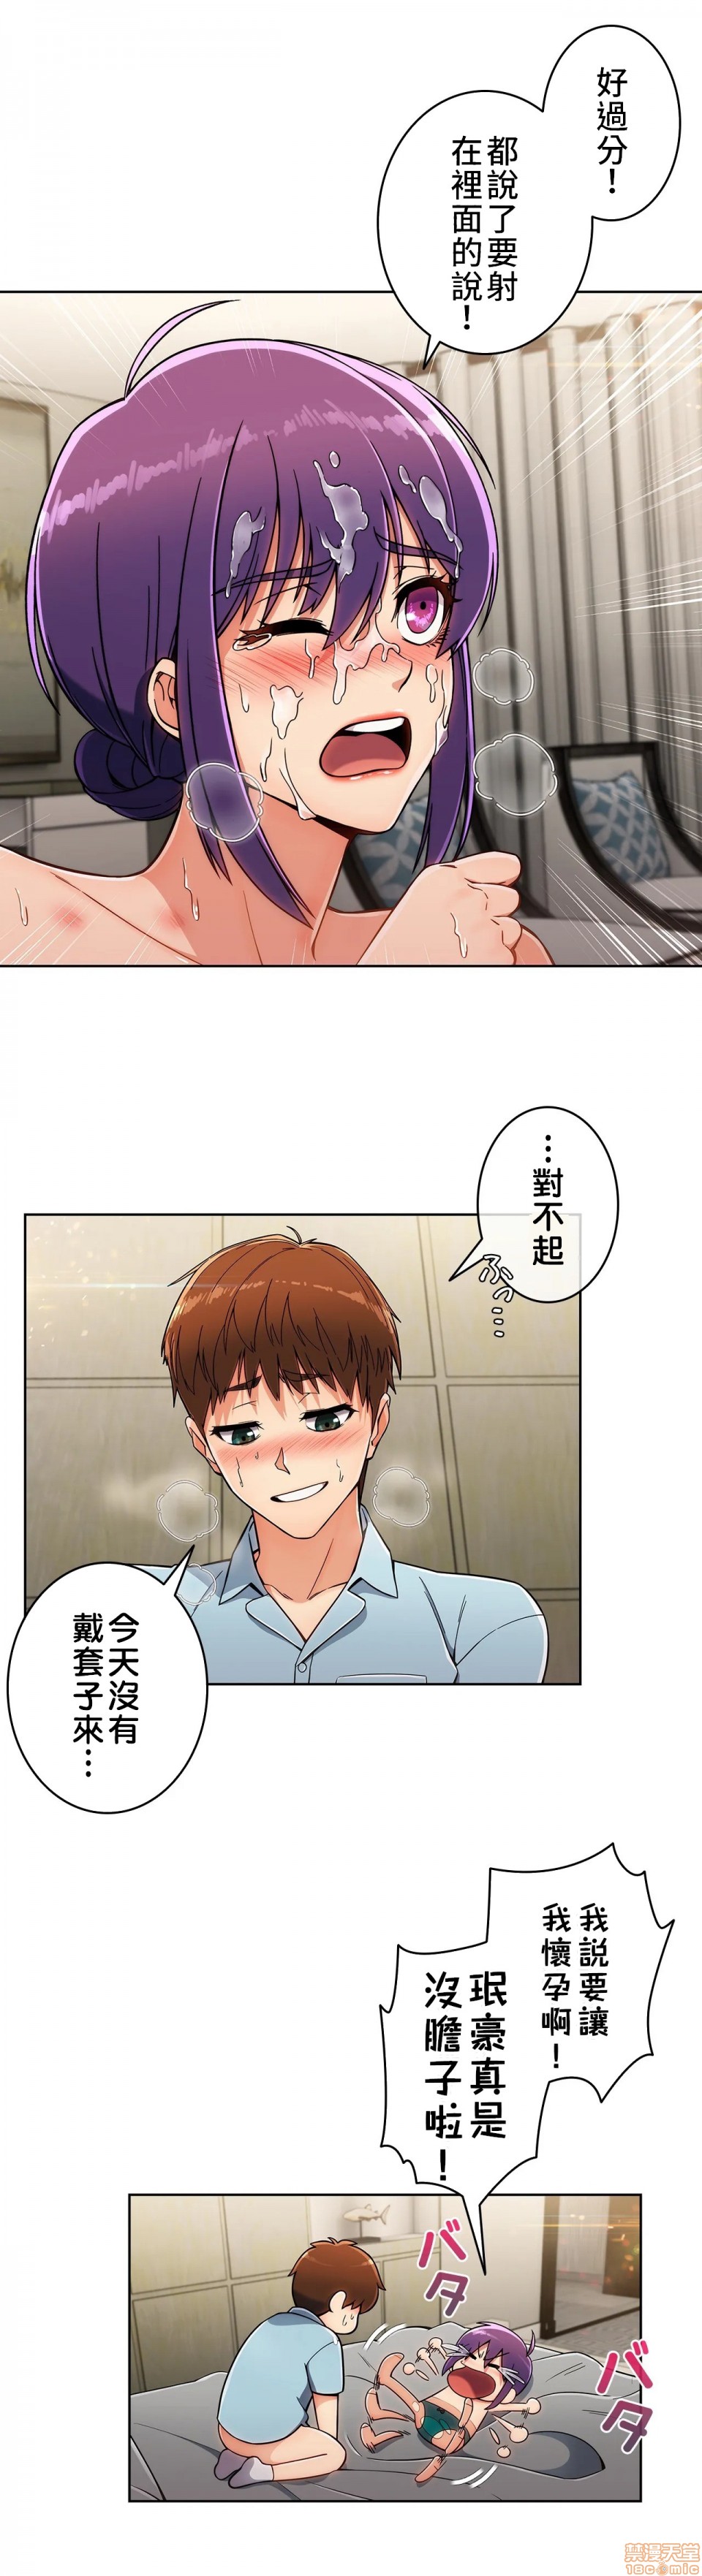 好過分！
都說了要射
在裡面的說！
…對不起
ふっ……
今天沒有
戴套子來…
我說要讓
我懷孕啊！
珉豪真是
沒膽子啦！
バタ
バタ
禁漫天堂
18comic